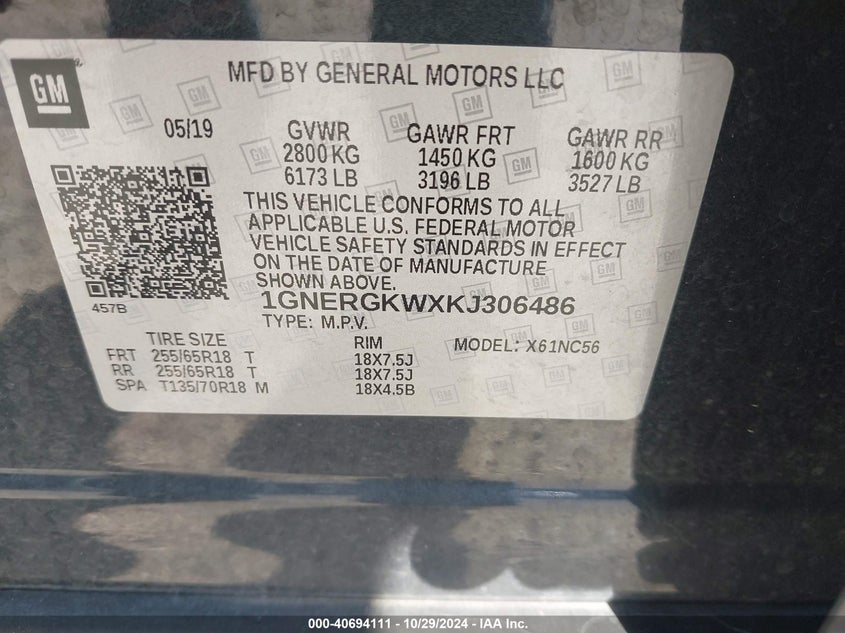 GM
MFD BY GENERAL MOTORS LLC
05/19
GVWR GAWR FRT GAWR RR
2800 KG 1450 KG 1600 KG
6173 LB 3196 LB 3527 LB
THIS VEHICLE CONFORMS TO ALL
APPLICABLE U.S. FEDERAL MOTOR
VEHICLE SAFETY STANDARDS IN EFFECT
ON THE DATE OF MANUFACTURE
SHOWN ABOVE.
457B
1GNERGKWXKJ306486
TYPE: M.P.V.
TIRE SIZE RIM MODEL: X61NC56
FRT 255/65R18 T 18X7.5J
RR 255/65R18 T 18X7.5J
SPA T135/70R18 M 18X4.5B
000-40694111 - 10/29/2024 - IAA Inc.